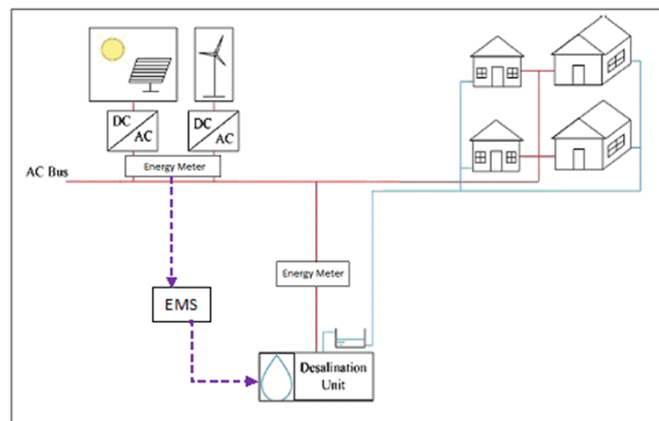 DC
AC
DC
AC
Energy Meter
AC Bus
Energy Meter
EMS
Desalination
Unit